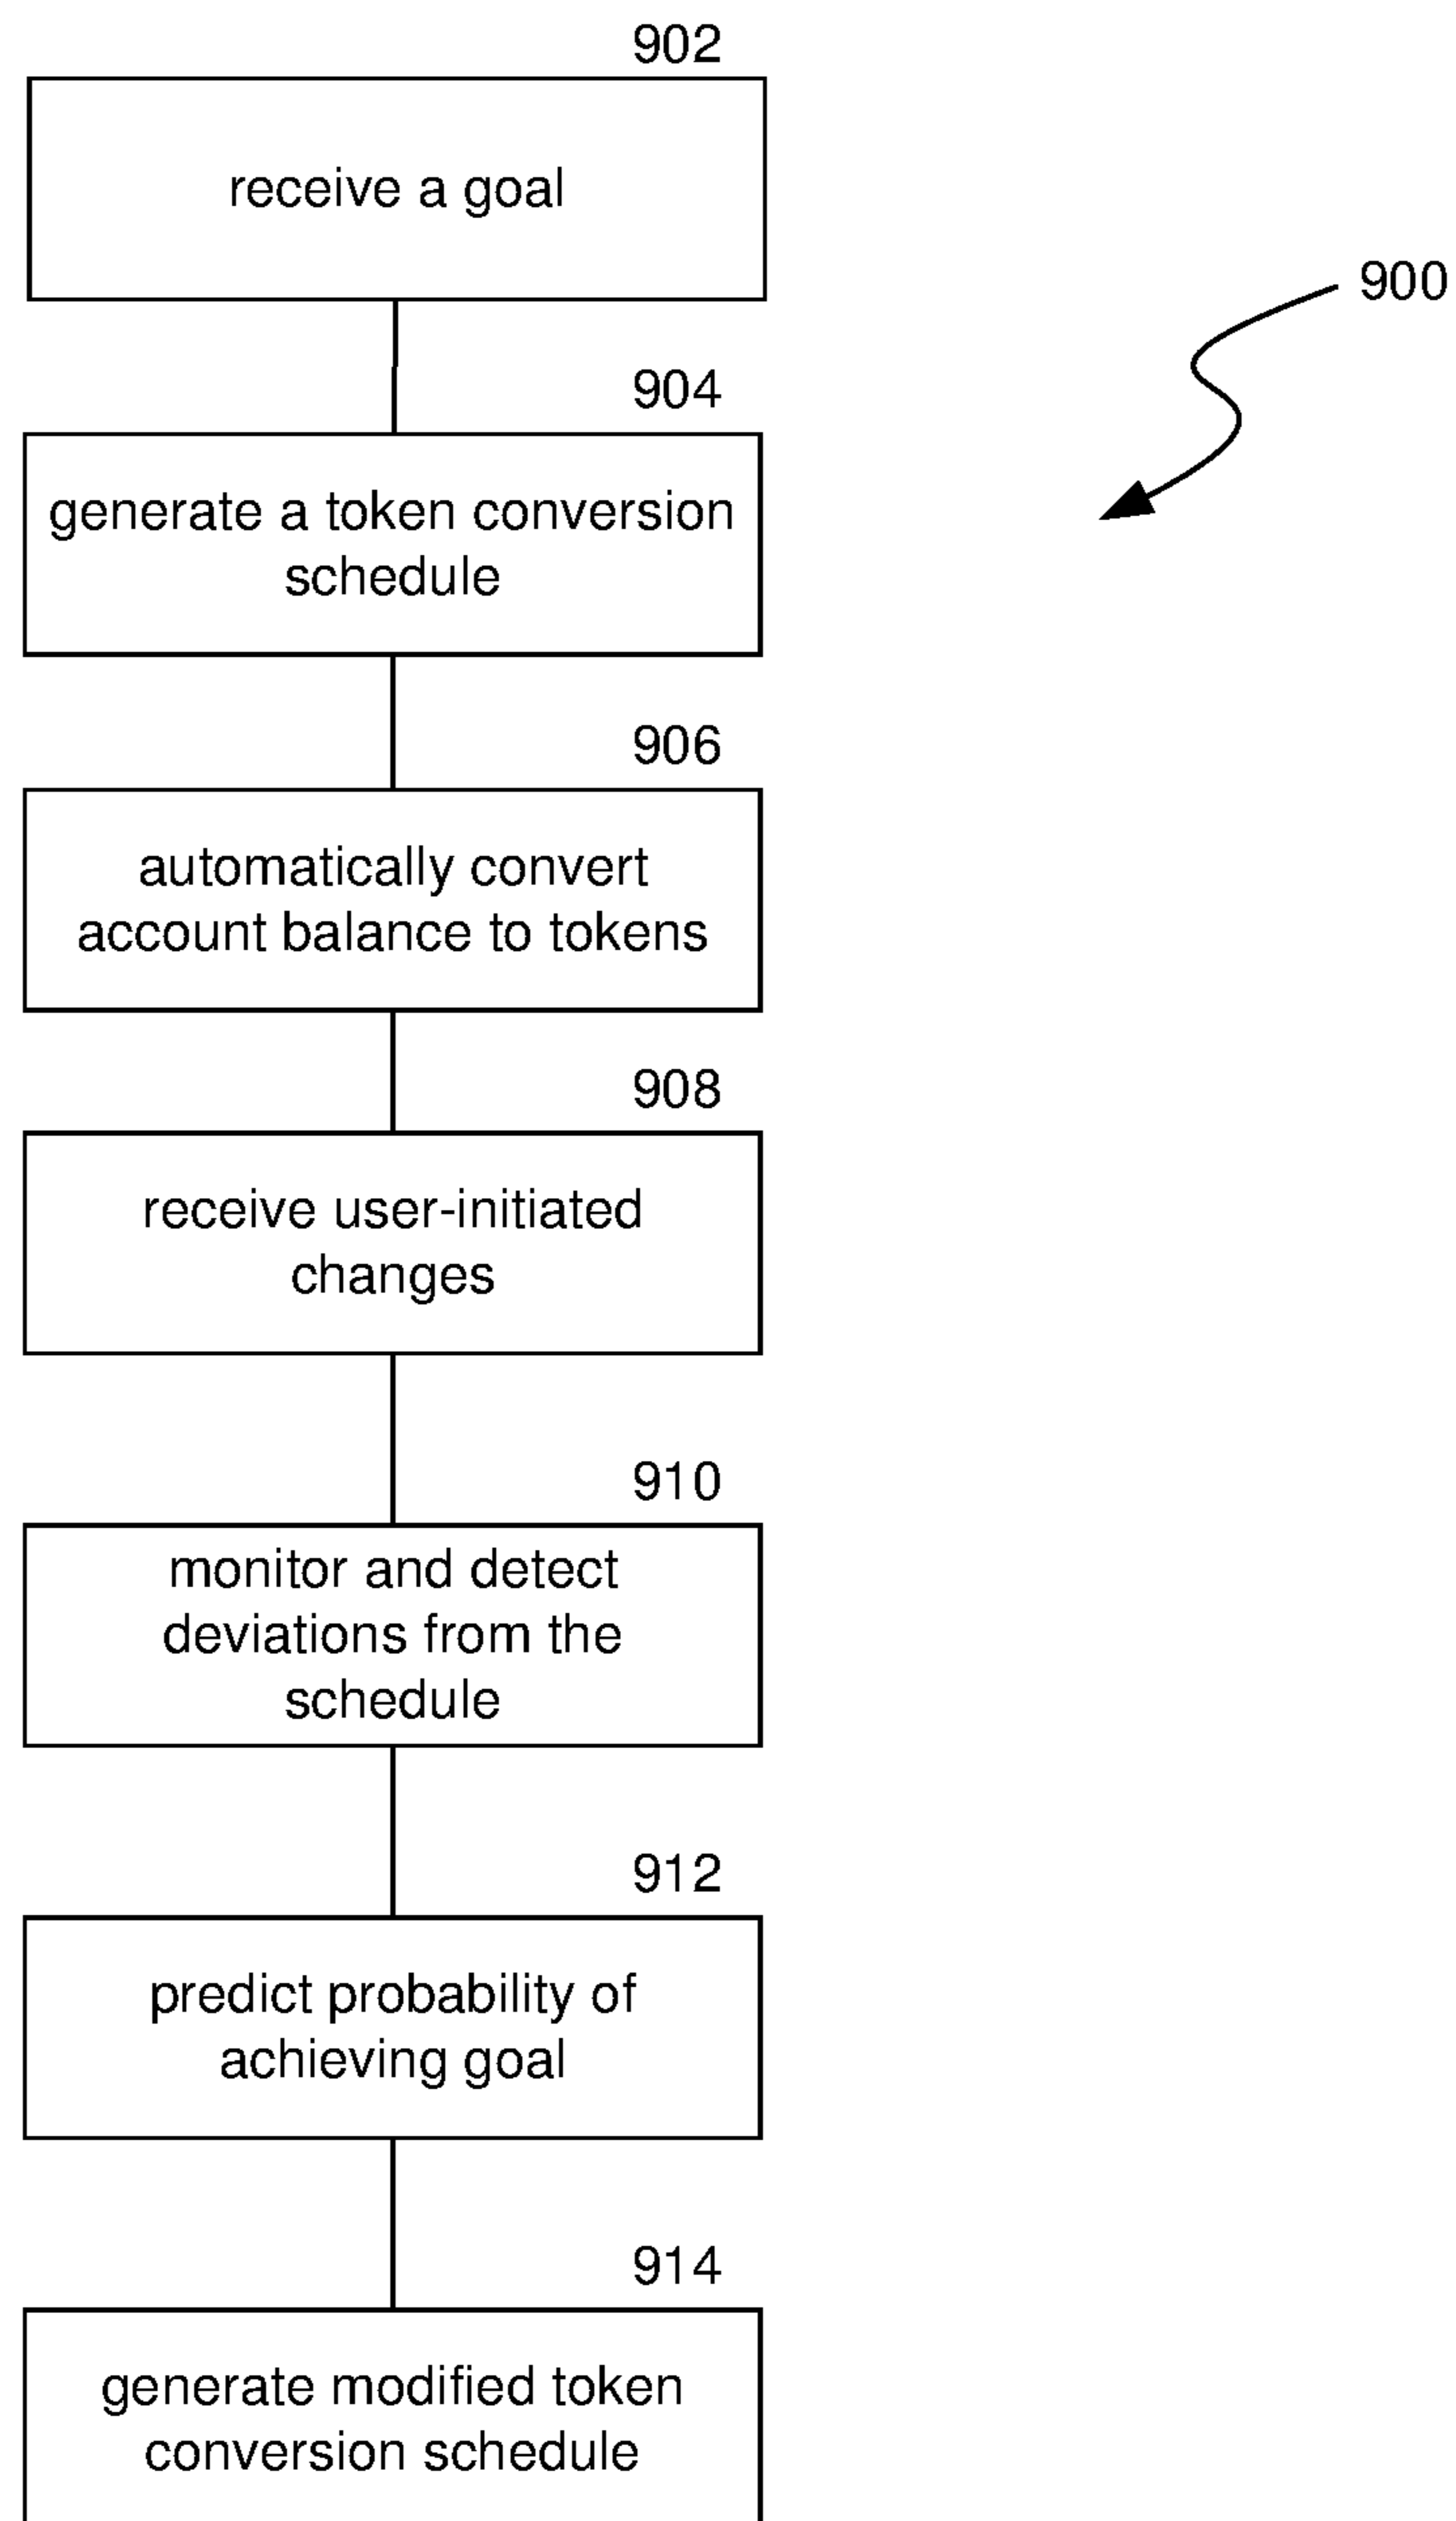 902
receive a goal
900
904
generate a token conversion
schedule
906
automatically convert
account balance to tokens
908
receive user-initiated
changes
910
monitor and detect
deviations from the
schedule
912
predict probability of
achieving goal
914
generate modified token
conversion schedule